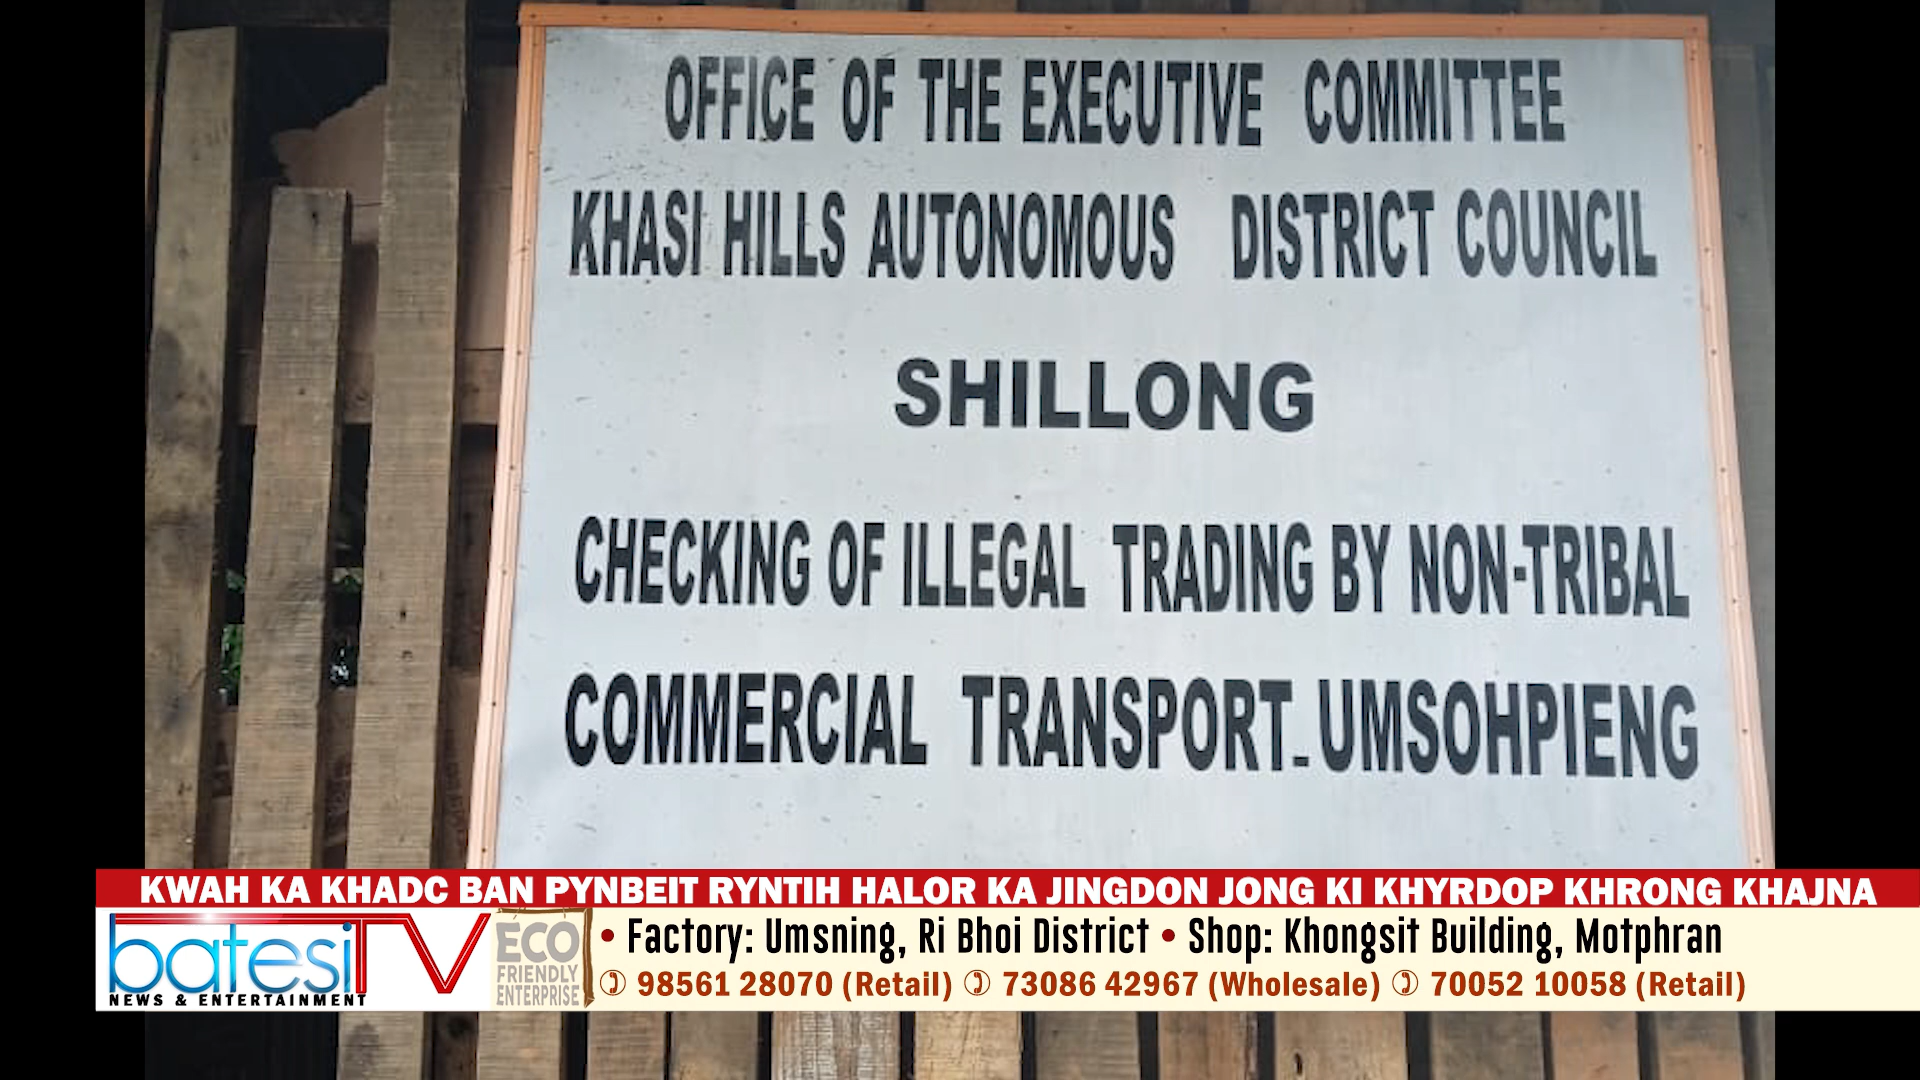 OFFICE OF THE EXECUTIVE COMMITTEE
KHASI HILLS AUTONOMOUS DISTRICT COUNCIL
SHILLONG
CHECKING OF ILLEGAL TRADING BY NON-TRIBAL
COMMERCIAL TRANSPORT-UMSOHPIENG
KWAH KA KHADC BAN PYNBEIT RYNTIH HALOR KA JINGDON JONG KI KHYRDOP KHRONG KHAJNA
batesi TV
NEWS & ENTERTAINMENT
ECO
FRIENDLY
ENTERPRISE
• Factory: Umsning, Ri Bhoi District • Shop: Khongsit Building, Motphran
✆ 98561 28070 (Retail) ✆ 73086 42967 (Wholesale) ✆ 70052 10058 (Retail)